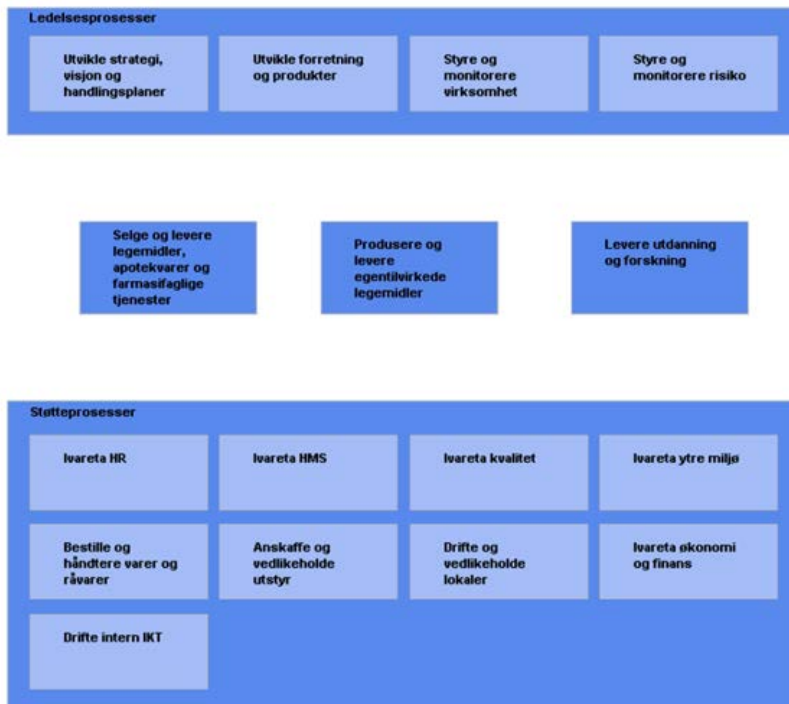 Ledelsesprosesser
Utvikle strategi,
visjon og
handlingsplaner
Utvikle forretning
og produkter
Styre og
monitorere
virksomhet
Styre og
monitorere risiko
Selge og levere
legemidler,
apotekvarer og
farmasifaglige
tjenester
Produsere og
levere
egentilvirkede
legemidler
Levere utdanning
og forskning
Støtteprosesser
Ivareta HR
Ivareta HMS
Ivareta kvalitet
Ivareta ytre miljø
Bestille og
håndtere varer og
råvarer
Anskaffe og
vedlikeholde
utstyr
Drifte og
vedlikeholde
lokaler
Ivareta økonomi
og finans
Drifte intern IKT